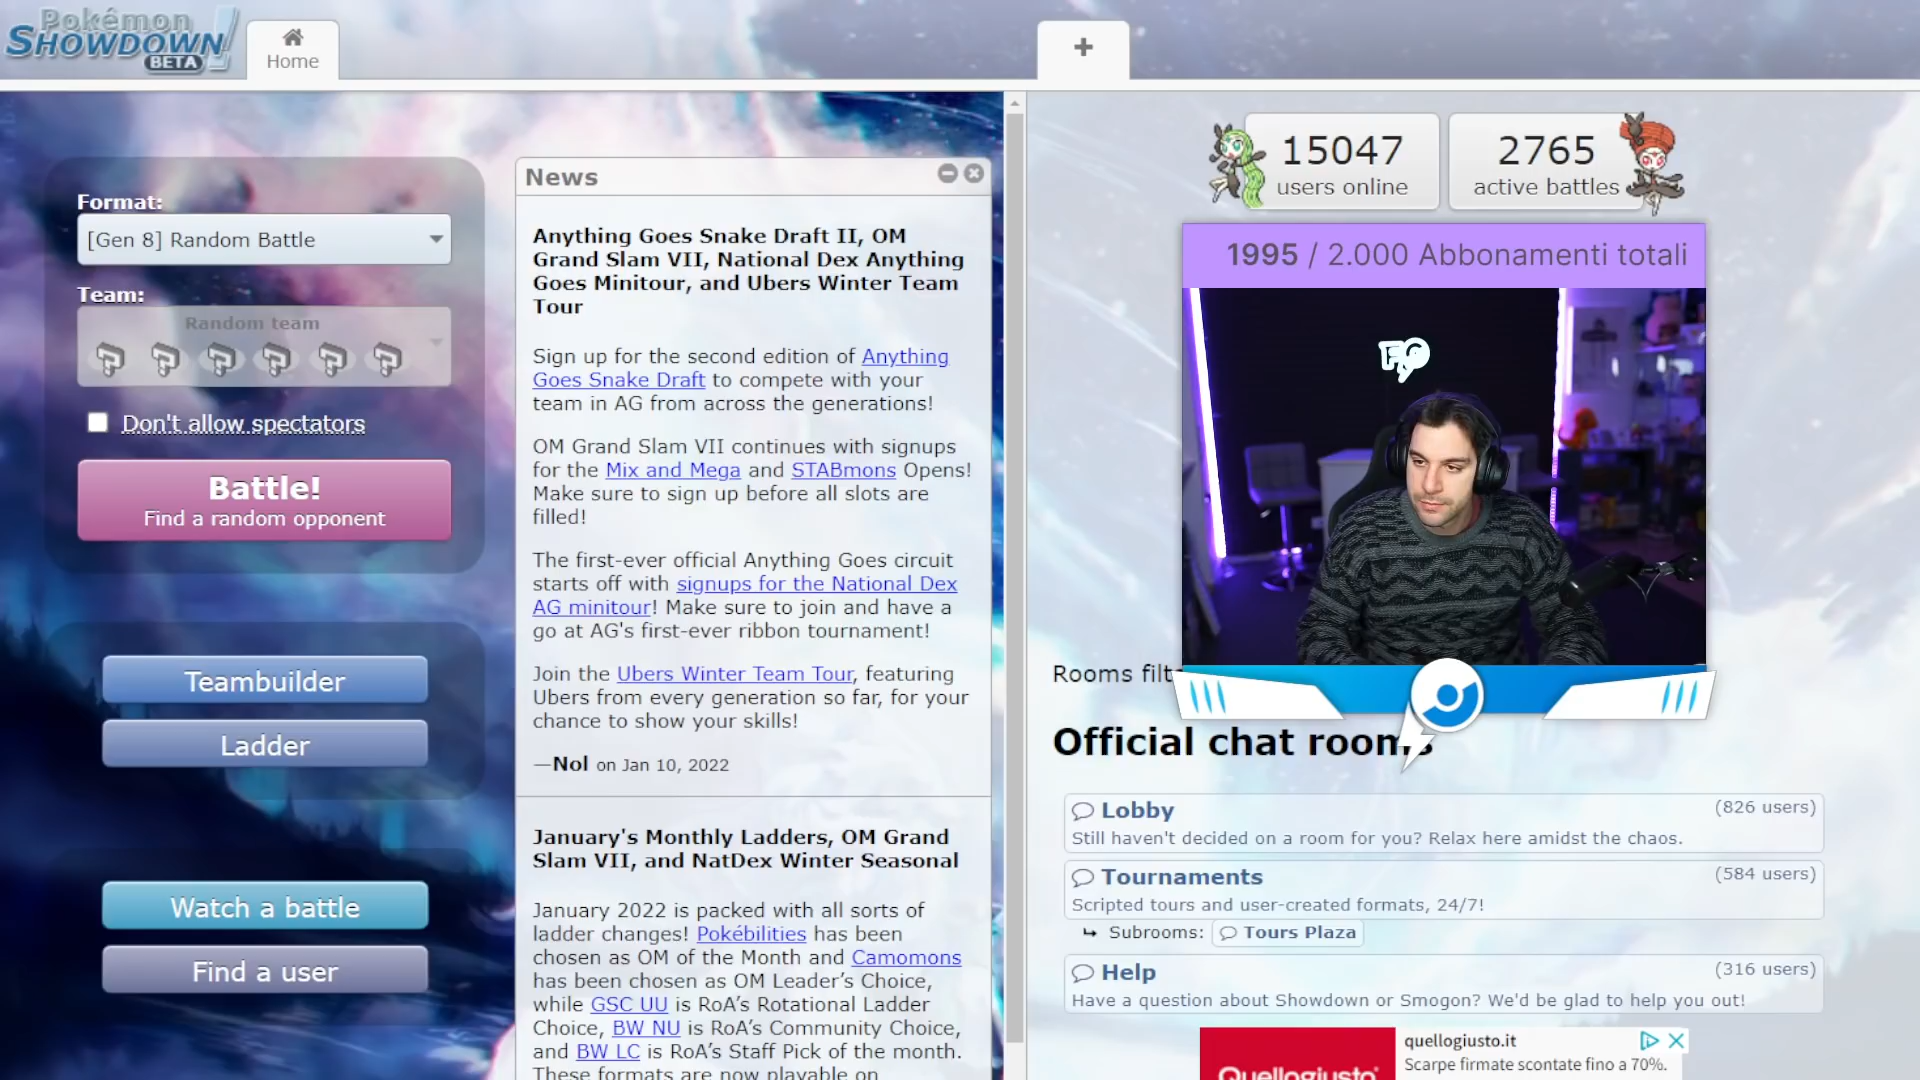 Pokémon
SHOWDOWN!
BETA
Home
Format:
[Gen 8] Random Battle
Team:
Random team
Don't allow spectators
Battle!
Find a random opponent
Teambuilder
Ladder
Watch a battle
Find a user
News
Anything Goes Snake Draft II, OM
Grand Slam VII, National Dex Anything
Goes Minitour, and Ubers Winter Team
Tour
Sign up for the second edition of Anything
Goes Snake Draft to compete with your
team in AG from across the generations!
OM Grand Slam VII continues with signups
for the Mix and Mega and STABmons Opens!
Make sure to sign up before all slots are
filled!
The first-ever official Anything Goes circuit
starts off with signups for the National Dex
AG minitour! Make sure to join and have a
go at AG's first-ever ribbon tournament!
Join the Ubers Winter Team Tour, featuring
Ubers from every generation so far, for your
chance to show your skills!
—Nol on Jan 10, 2022
January's Monthly Ladders, OM Grand
Slam VII, and NatDex Winter Seasonal
January 2022 is packed with all sorts of
ladder changes! Pokébilities has been
chosen as OM of the Month and Camomons
has been chosen as OM Leader’s Choice,
while GSC UU is RoA’s Rotational Ladder
Choice, BW NU is RoA’s Community Choice,
and BW LC is RoA’s Staff Pick of the month.
These formats are now playable on
15047
users online
2765
active battles
1995 / 2.000 Abbonamenti totali
Rooms filt
Official chat rooms
Lobby
(826 users)
Still haven't decided on a room for you? Relax here amidst the chaos.
Tournaments
(584 users)
Scripted tours and user-created formats, 24/7!
Subrooms: Tours Plaza
Help
(316 users)
Have a question about Showdown or Smogon? We'd be glad to help you out!
Quellogiusto
quellogiusto.it
Scarpe firmate scontate fino a 70%.